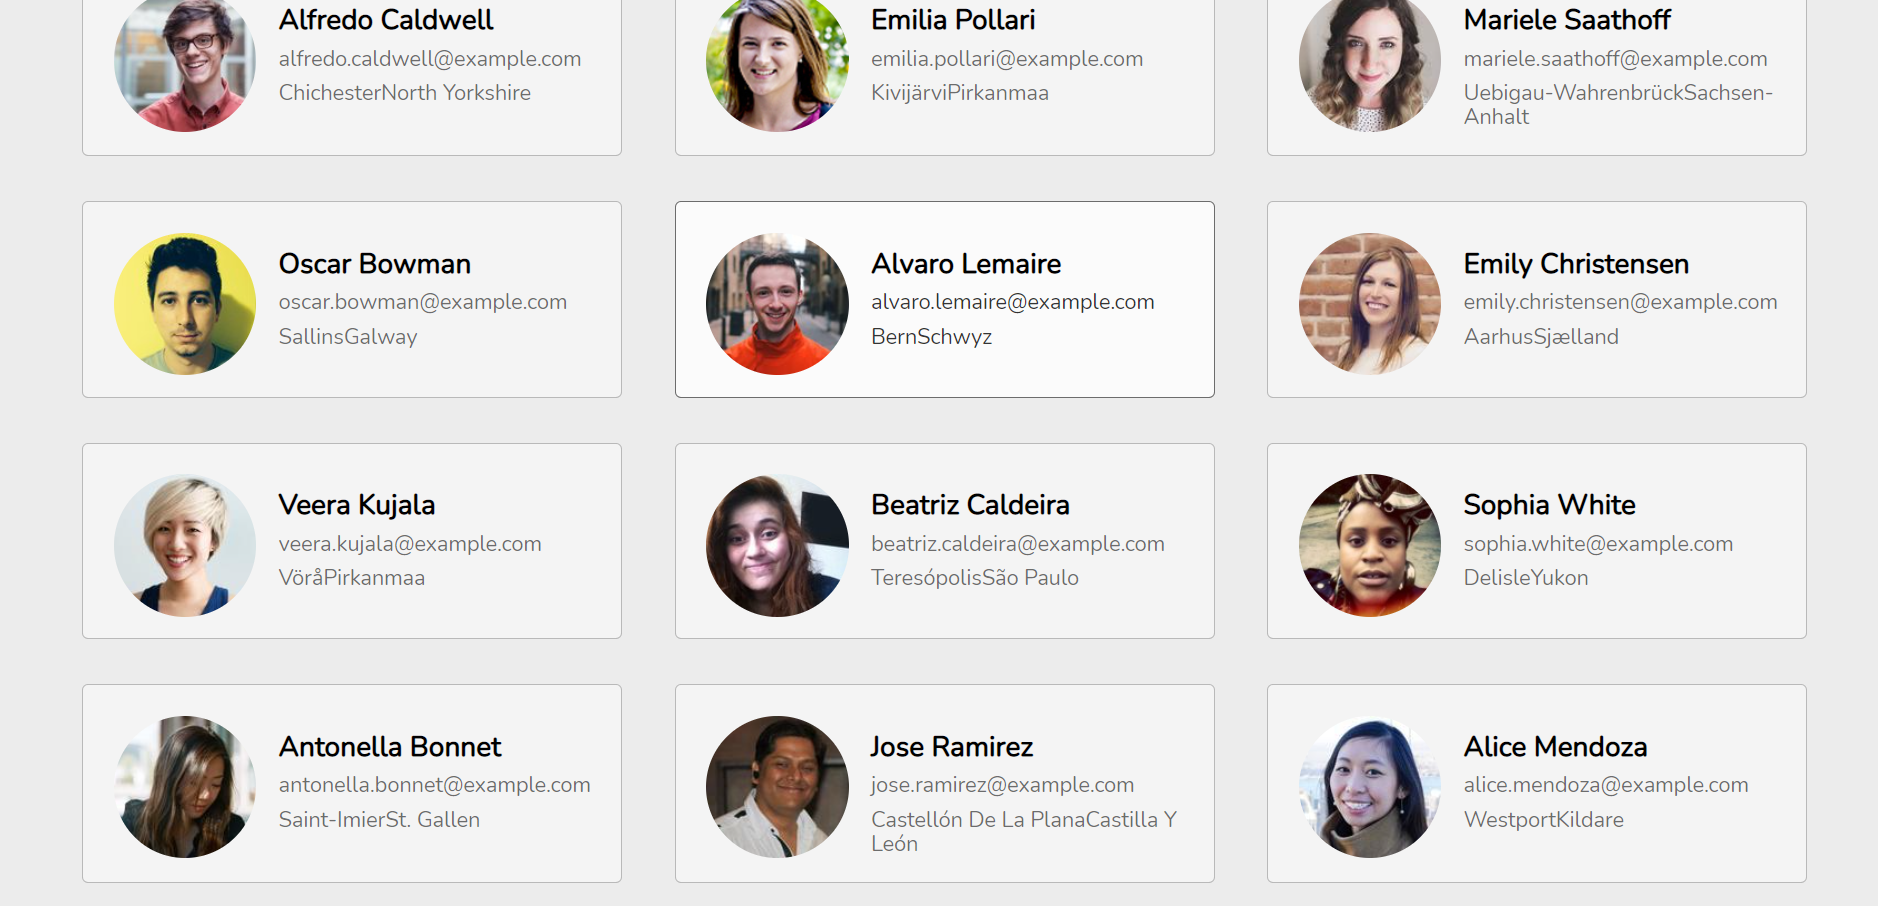 Alfredo Caldwell
alfredo.caldwell@example.com
ChichesterNorth Yorkshire
Emilia Pollari
emilia.pollari@example.com
KivijärviPirkanmaa
Mariele Saathoff
mariele.saathoff@example.com
Uebigau-WahrenbrückSachsen-
Anhalt
Oscar Bowman
oscar.bowman@example.com
SallinsGalway
Alvaro Lemaire
alvaro.lemaire@example.com
BernSchwyz
Emily Christensen
emily.christensen@example.com
AarhusSjælland
Veera Kujala
veera.kujala@example.com
VöråPirkanmaa
Beatriz Caldeira
beatriz.caldeira@example.com
TeresópolisSão Paulo
Sophia White
sophia.white@example.com
DelisleYukon
Antonella Bonnet
antonella.bonnet@example.com
Saint-ImierSt. Gallen
Jose Ramirez
jose.ramirez@example.com
Castellón De La PlanaCastilla Y
León
Alice Mendoza
alice.mendoza@example.com
WestportKildare